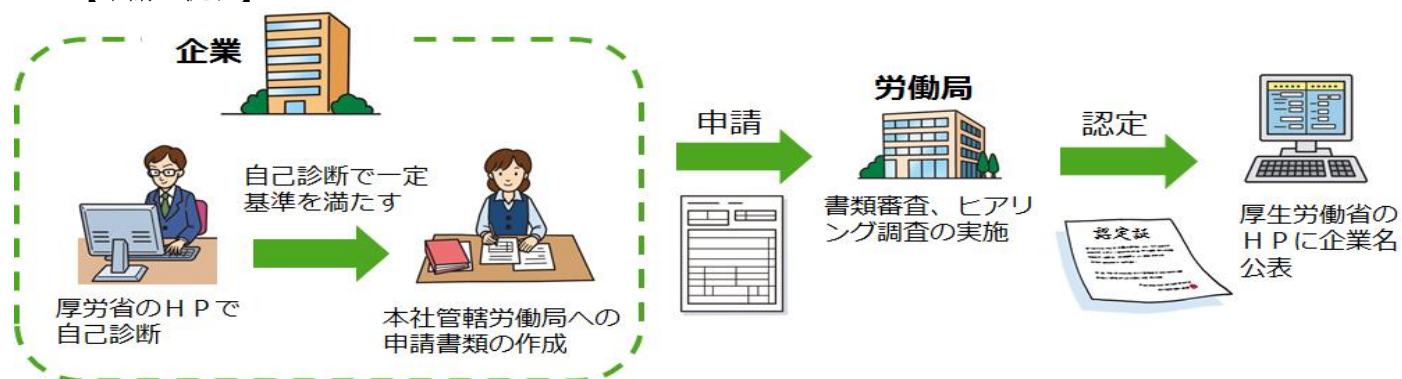 企業
厚労省のＨＰで
自己診断
自己診断で一定
基準を満たす
本社管轄労働局への
申請書類の作成
申請
労働局
書類審査、ヒアリ
ング調査の実施
認定
認定証
厚生労働省の
ＨＰに企業名
公表